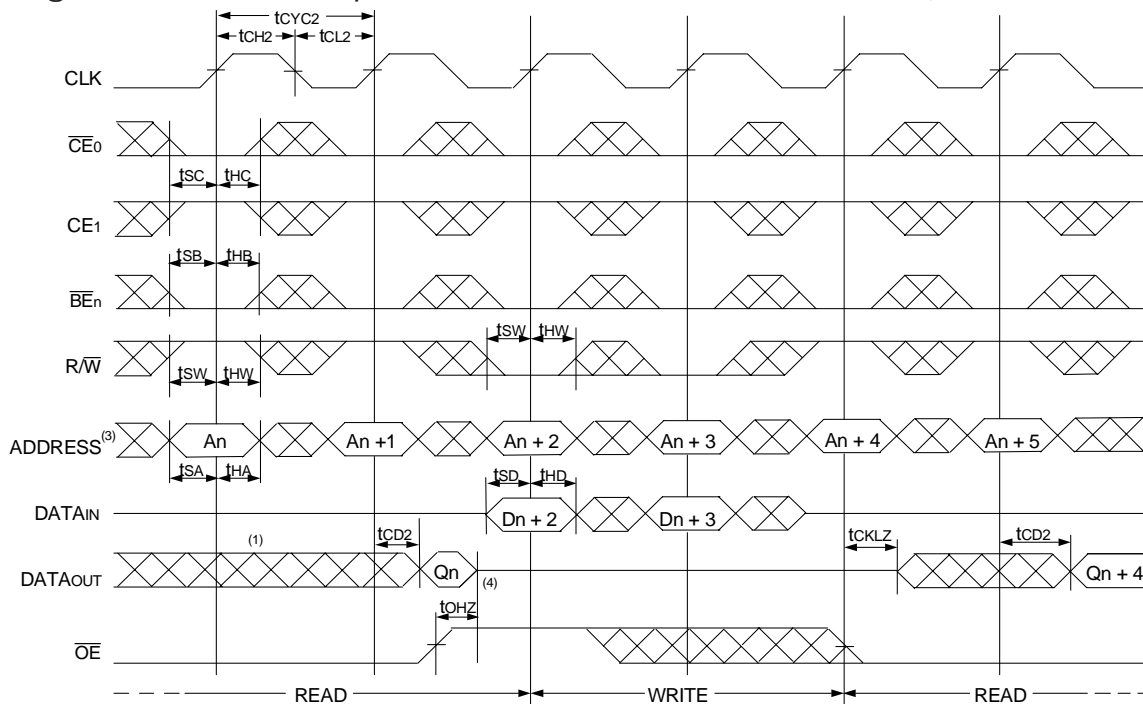 tCYC2
tCH2 tCL2
CLK
CE0
tSC tHC
CE1
tSB tHB
BEn
tSW tHW
R/W
tSW tHW
ADDRESS(3) An An +1 An + 2 An + 3 An + 4 An + 5
tSA tHA tSD tHD
DATAIN Dn + 2 Dn + 3
(1) tCD2 tCKLZ tCD2
DATAOUT Qn (4) Qn + 4
tOHZ
OE
READ WRITE READ